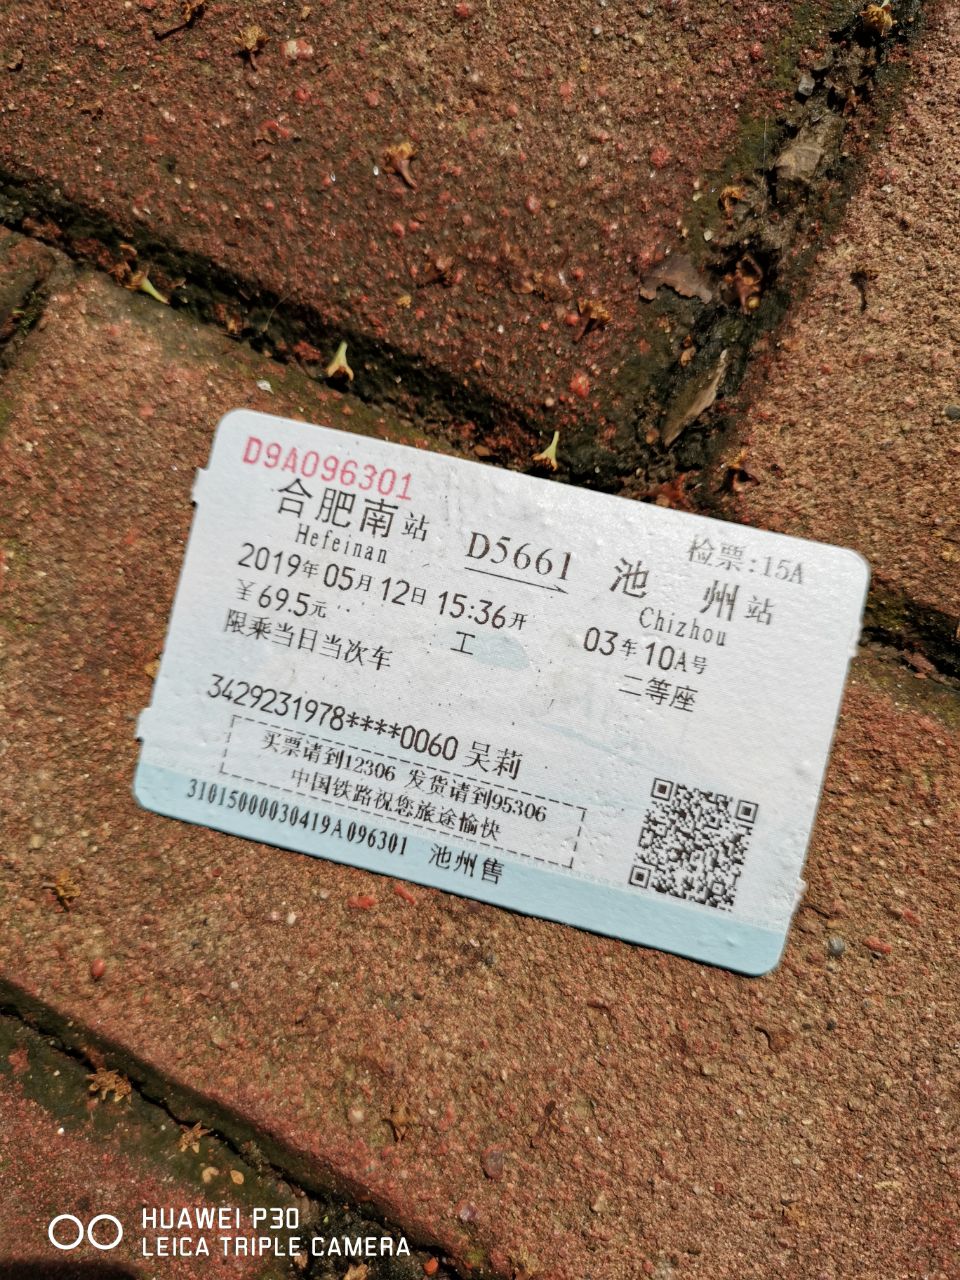 D9A096301
检票:15A
合肥南站 D5661 池州站
Hefeinan Chizhou
2019年05月12日 15:36开 03车10A号
￥69.5元 工 二等座
限乘当日当次车
3429231978****0060 吴莉
买票请到12306 发货请到95306
中国铁路祝您旅途愉快
31015000030419A096301 池州售
HUAWEI P30
LEICA TRIPLE CAMERA